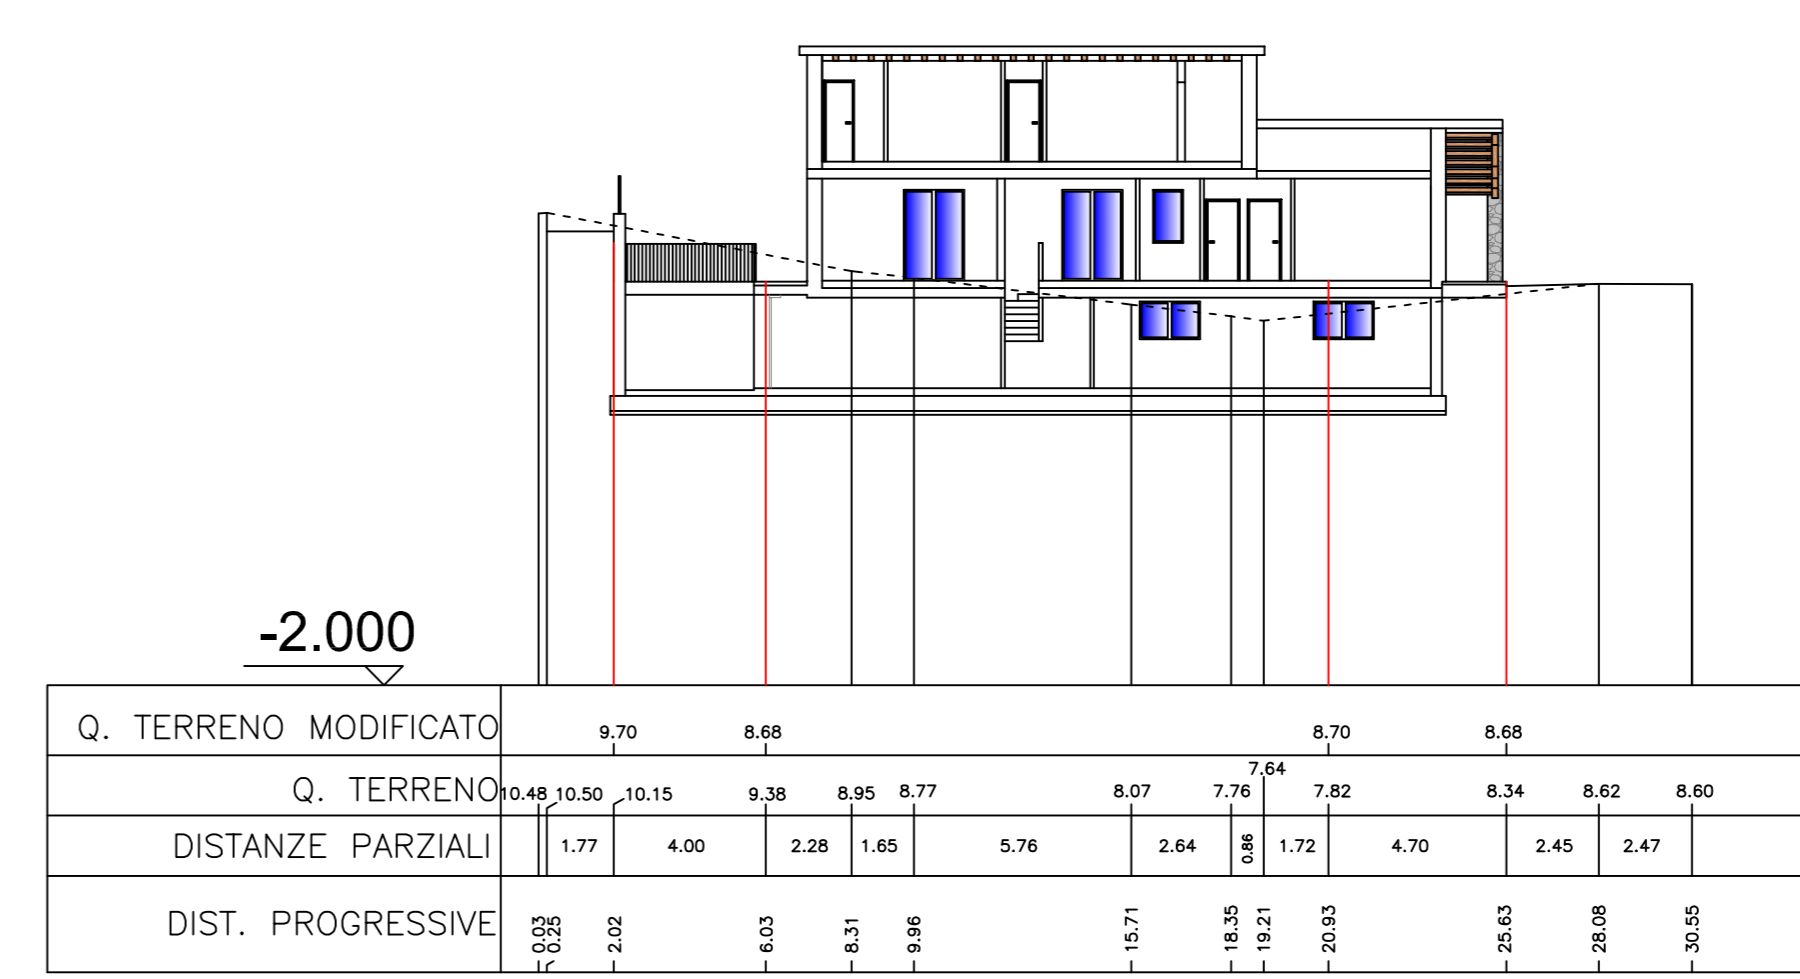 -2.000
Q. TERRENO MODIFICATO 9.70 8.68 8.70 8.68
Q. TERRENO 10.48 10.50 10.15 9.38 8.95 8.77 8.07 7.76 7.64 7.82 8.34 8.62 8.60
DISTANZE PARZIALI 1.77 4.00 2.28 1.65 5.76 2.64 0.86 1.72 4.70 2.45 2.47
DIST. PROGRESSIVE 0.03 0.25 2.02 6.03 8.31 9.96 15.71 18.35 19.21 20.93 25.63 28.08 30.55